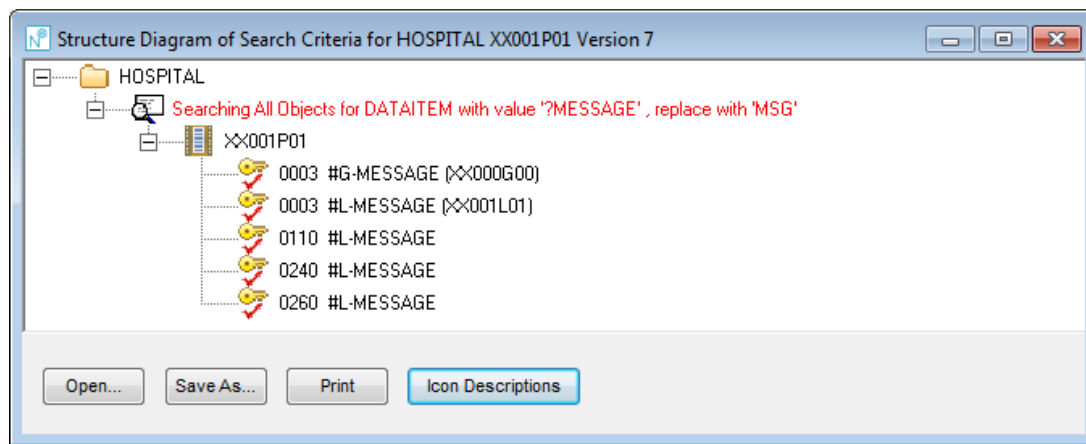 Structure Diagram of Search Criteria for HOSPITAL XX001P01 Version 7
HOSPITAL
Searching All Objects for DATAITEM with value '?MESSAGE' , replace with 'MSG'
XX001P01
0003 #G-MESSAGE (XX000G00)
0003 #L-MESSAGE (XX001L01)
0110 #L-MESSAGE
0240 #L-MESSAGE
0260 #L-MESSAGE
Open... Save As... Print Icon Descriptions